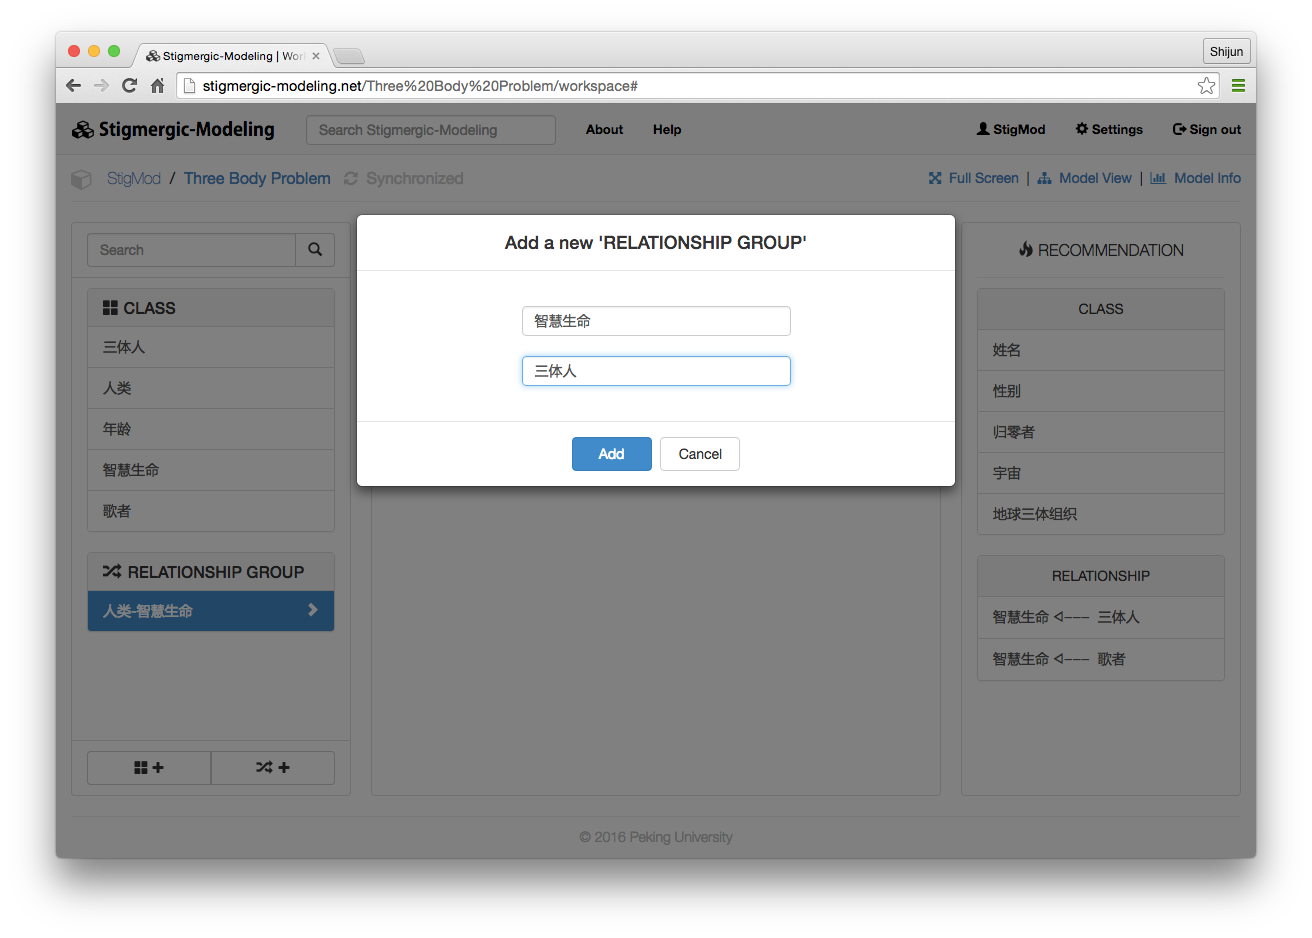 Stigmergic-Modeling | Wor
Shijun
stigmergic-modeling.net/Three%20Body%20Problem/workspace#
Stigmergic-Modeling
Search Stigmergic-Modeling
About
Help
StigMod
Settings
Sign out
StigMod / Three Body Problem
Synchronized
Full Screen | Model View | Model Info
Search
CLASS
三体人
人类
年龄
智慧生命
歌者
RELATIONSHIP GROUP
人类-智慧生命
Add a new 'RELATIONSHIP GROUP'
智慧生命
三体人
Add
Cancel
RECOMMENDATION
CLASS
姓名
性别
归零者
宇宙
地球三体组织
RELATIONSHIP
智慧生命 ◁--- 三体人
智慧生命 ◁--- 歌者
© 2016 Peking University